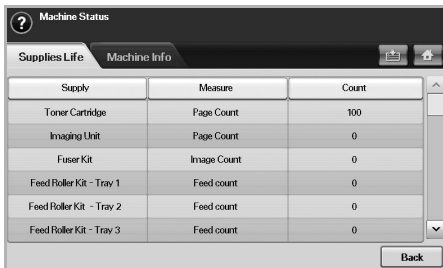 ?
Machine Status
Supplies Life Machine Info
Supply Measure Count
Toner Cartridge Page Count 100
Imaging Unit Page Count 0
Fuser Kit Image Count 0
Feed Roller Kit - Tray 1 Feed count 0
Feed Roller Kit - Tray 2 Feed count 0
Feed Roller Kit - Tray 3 Feed count 0
Back